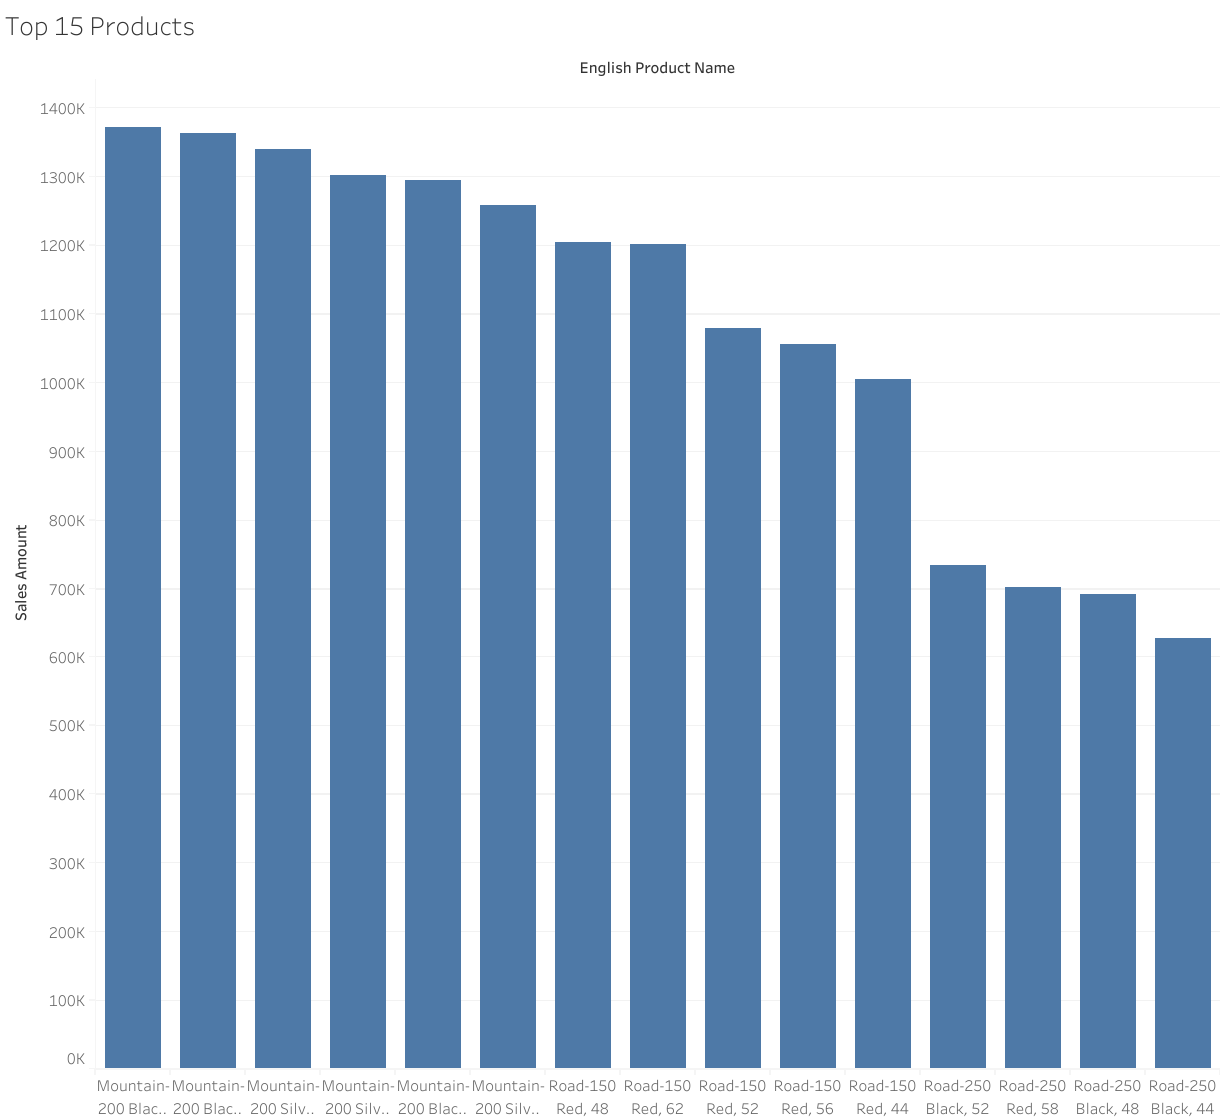 Top 15 Products
English Product Name
1400K
1300K
1200K
1100K
1000K
900K
800K
700K
600K
500K
400K
300K
200K
100K
0K
Sales Amount
Mountain- Mountain- Mountain- Mountain- Mountain- Mountain- Road-150 Road-150 Road-150 Road-150 Road-150 Road-250 Road-250 Road-250 Road-250
200 Blac.. 200 Blac.. 200 Silv.. 200 Silv.. 200 Blac.. 200 Silv.. Red, 48 Red, 62 Red, 52 Red, 56 Red, 44 Black, 52 Red, 58 Black, 48 Black, 44